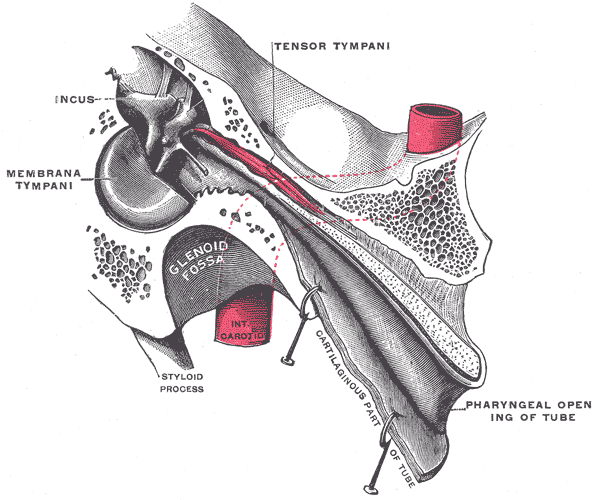 TENSOR TYMPANI
INCUS
MEMBRANA
TYMPANI
GLENOID
FOSSA
INT.
CAROTID
STYLOID
PROCESS
CARTILAGINOUS PART
OF TUBE
PHARYNGEAL OPEN
ING OF TUBE